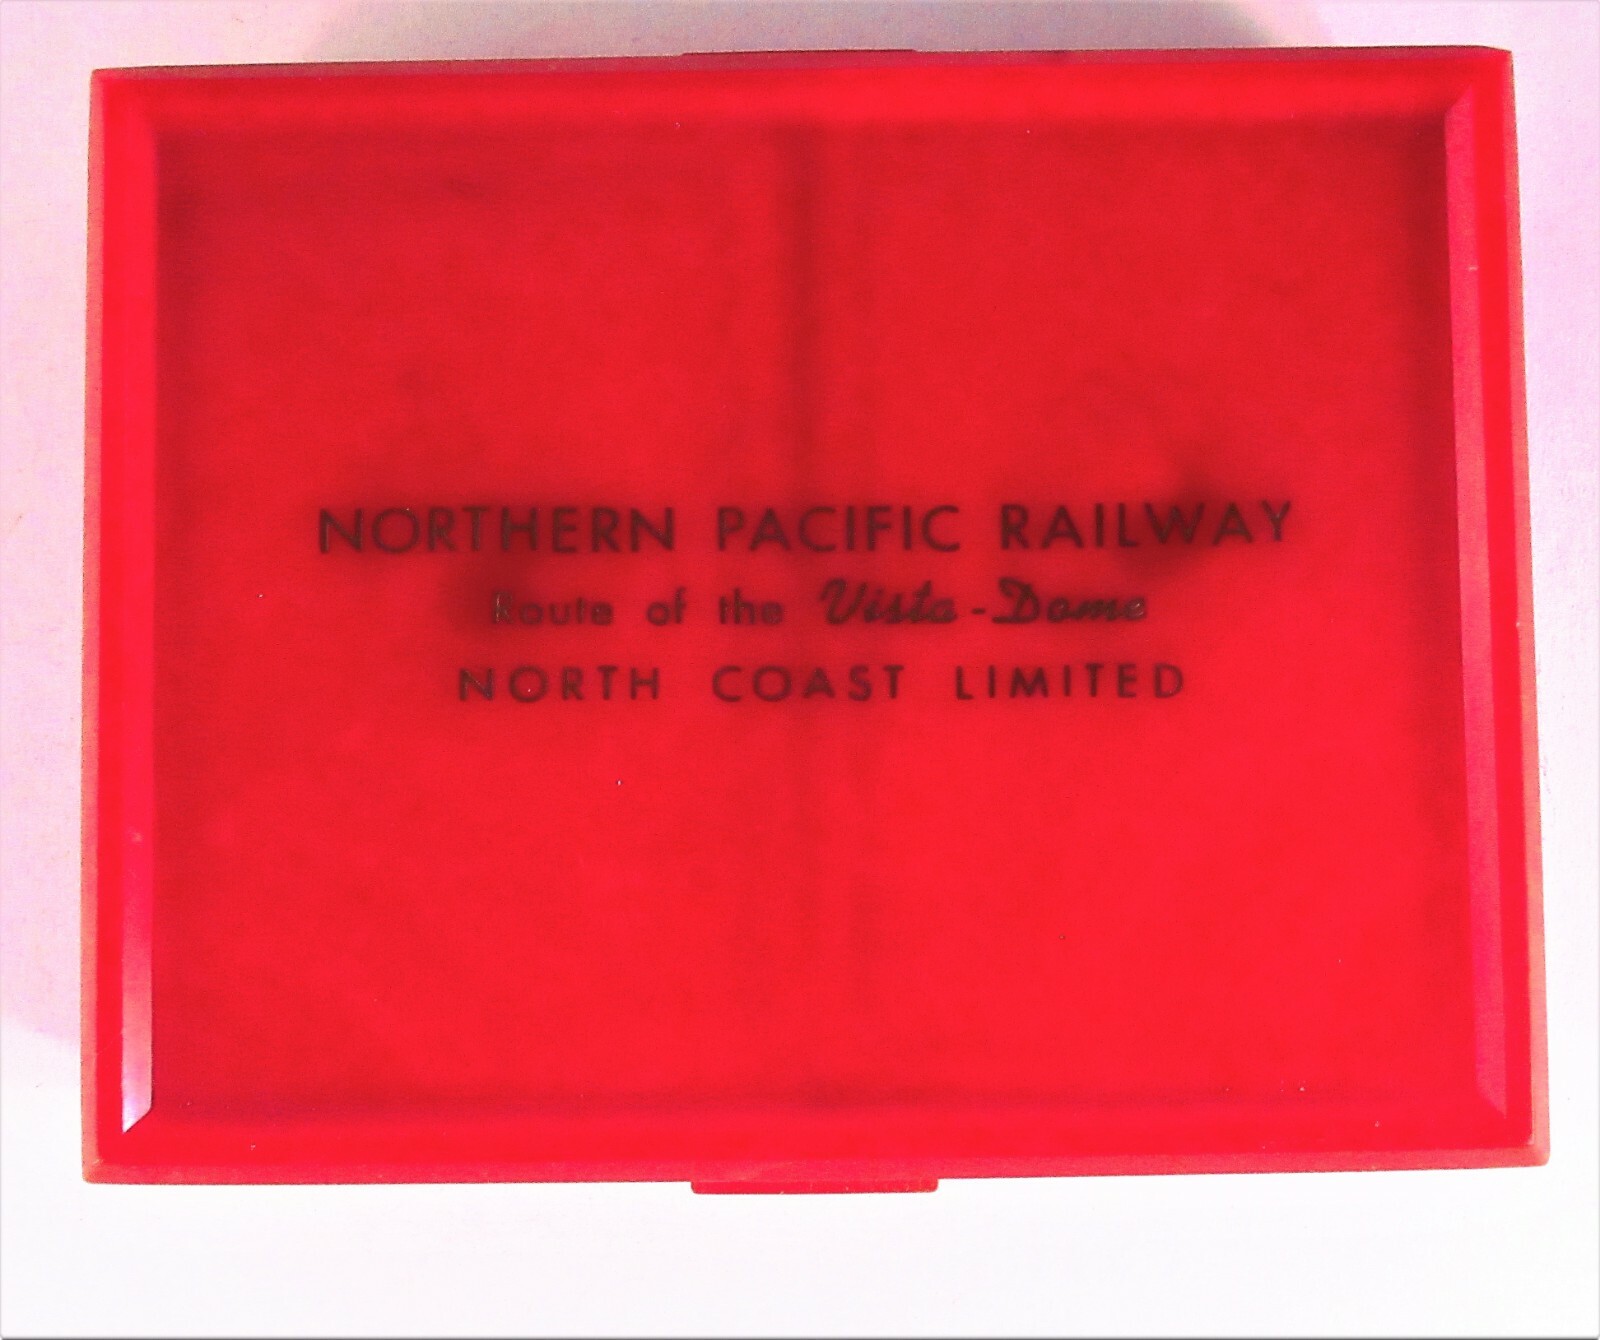 NORTHERN PACIFIC RAILWAY
Route of the Vista-Dome
NORTH COAST LIMITED